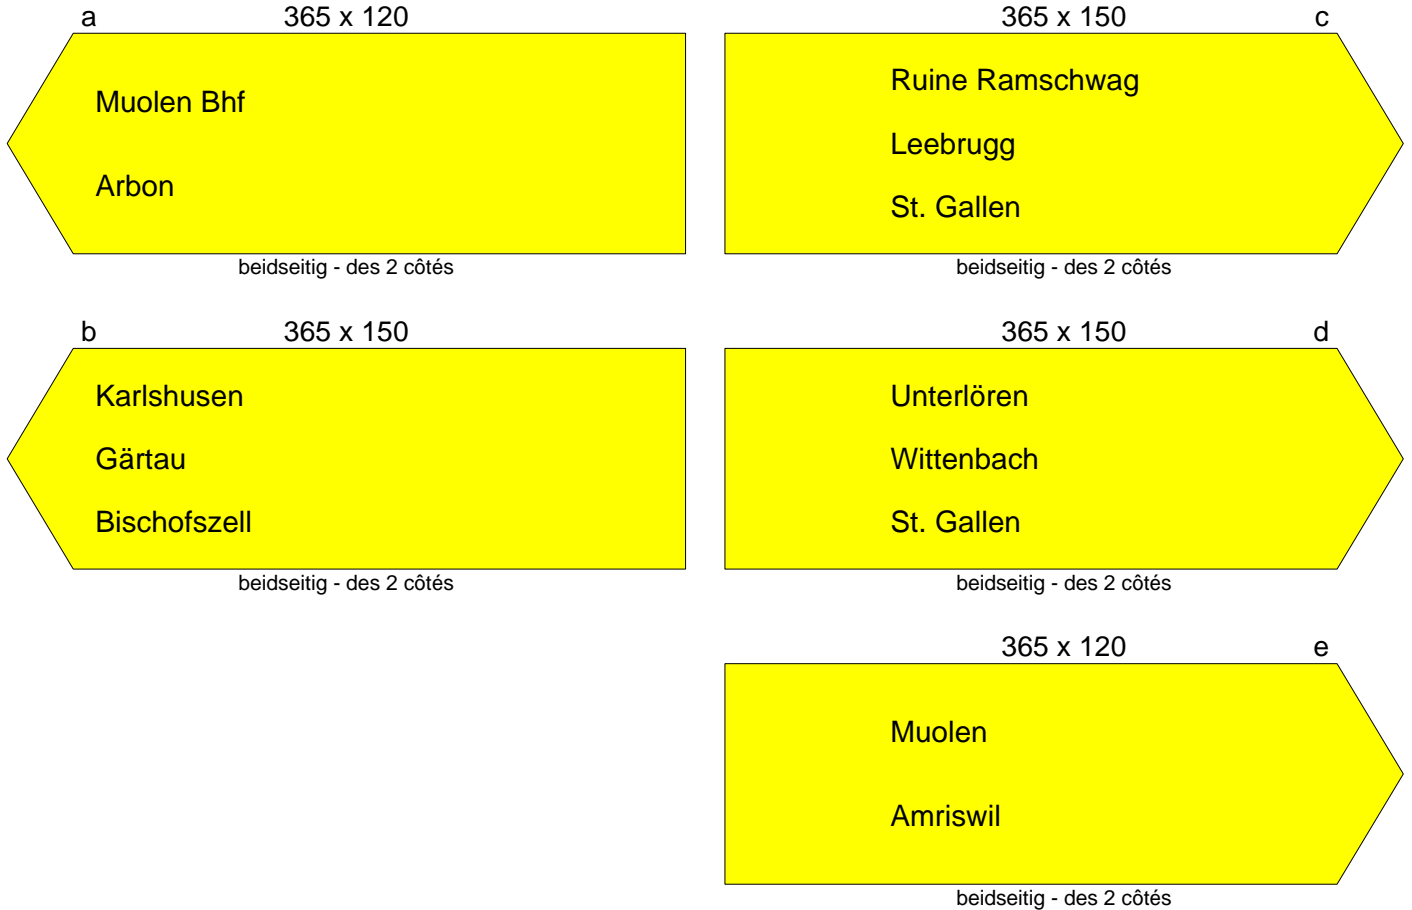 a 365 x 120
Muolen Bhf
Arbon
beidseitig - des 2 côtés
365 x 150 c
Ruine Ramschwag
Leebrugg
St. Gallen
beidseitig - des 2 côtés
b 365 x 150
Karlshusen
Gärtau
Bischofszell
beidseitig - des 2 côtés
365 x 150 d
Unterlören
Wittenbach
St. Gallen
beidseitig - des 2 côtés
365 x 120 e
Muolen
Amriswil
beidseitig - des 2 côtés